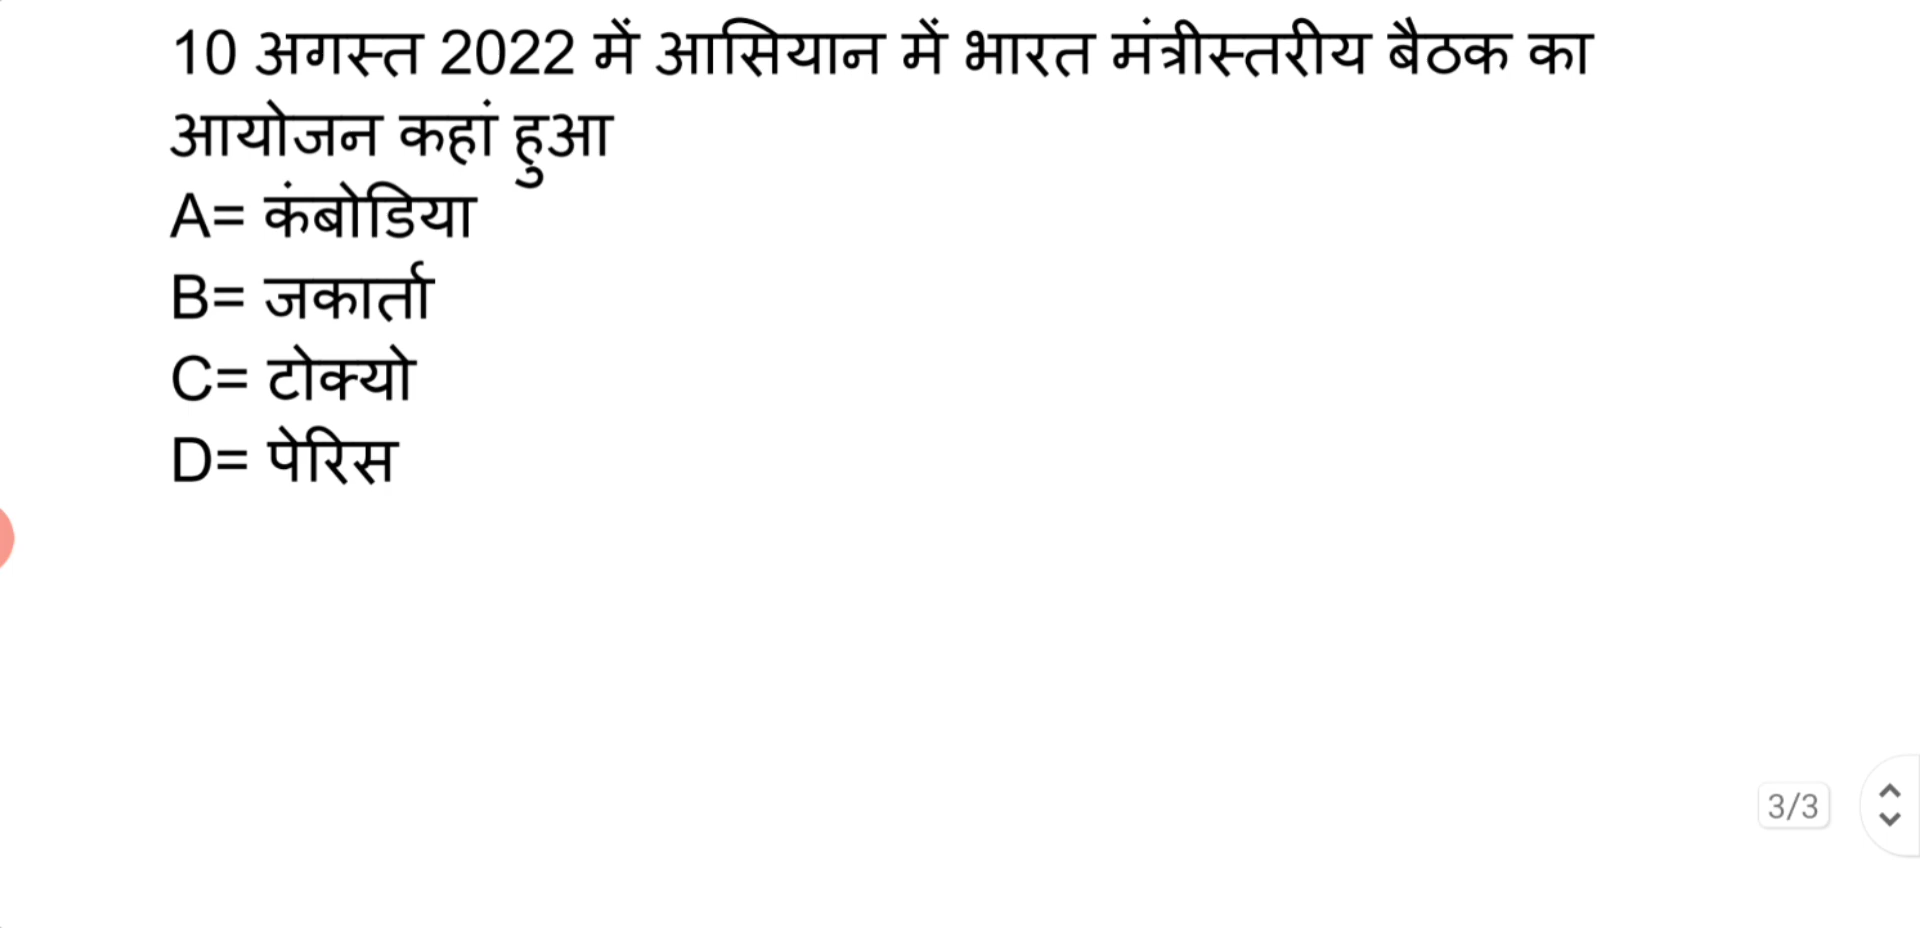 10 अगस्त 2022 में आसियान में भारत मंत्रीस्तरीय बैठक का
आयोजन कहां हुआ
A= कंबोडिया
B= जकार्ता
C= टोक्यो
D= पेरिस
3/3